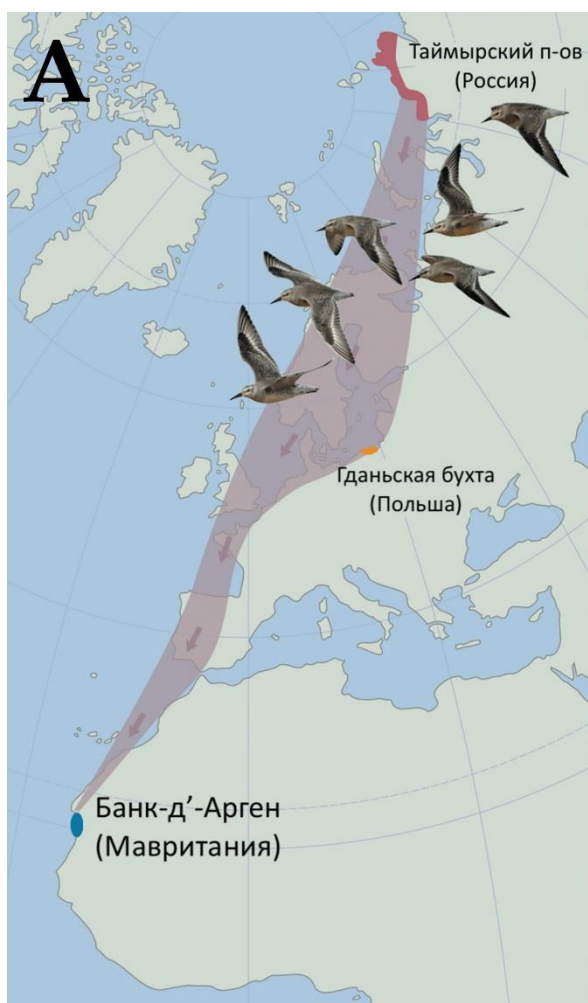 A
Таймырский п-ов
(Россия)
Гданьская бухта
(Польша)
Банк-д’-Арген
(Мавритания)